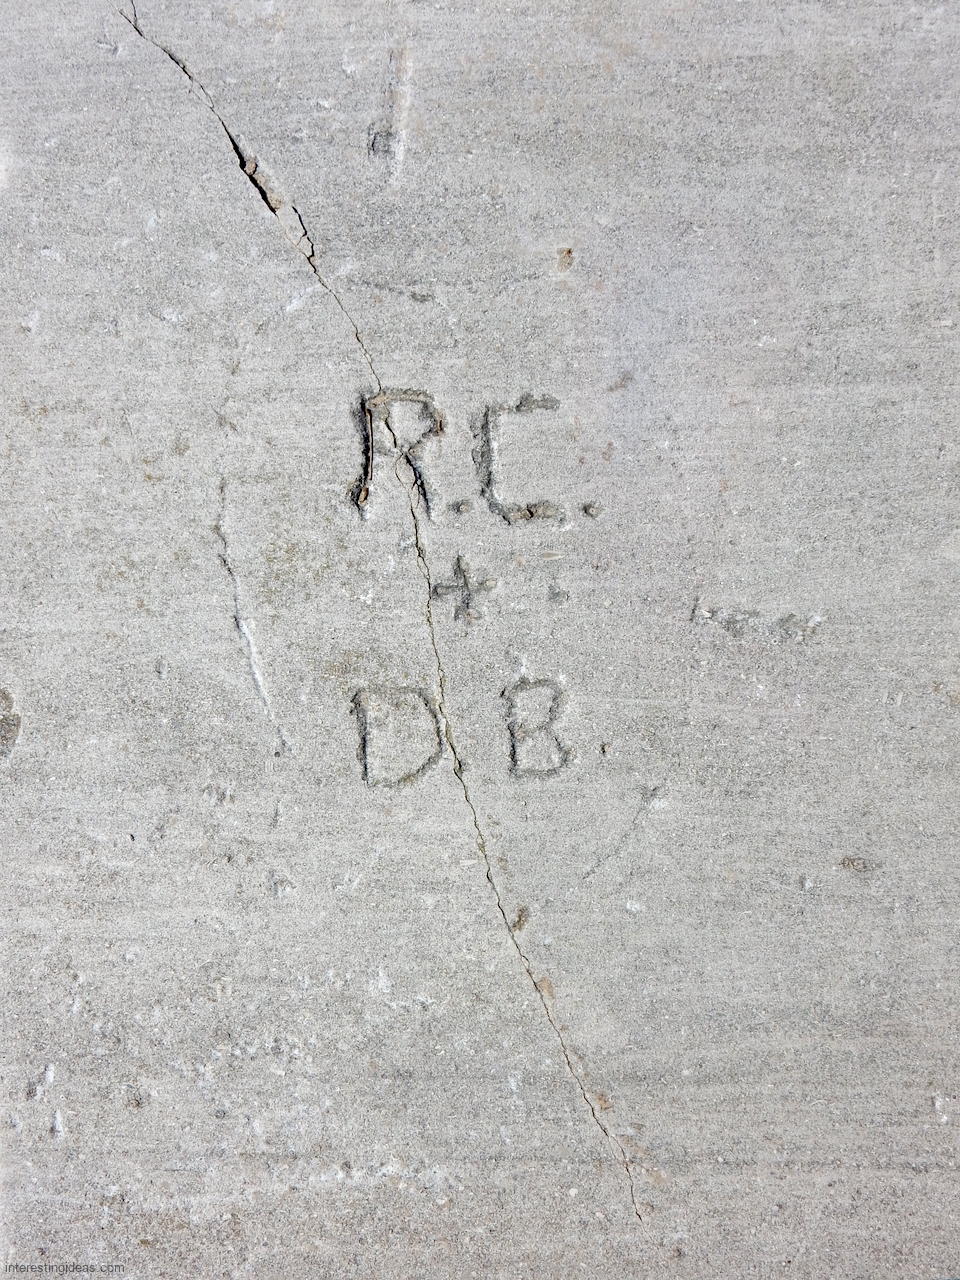 R.C.
+
D B.
interestingideas.com